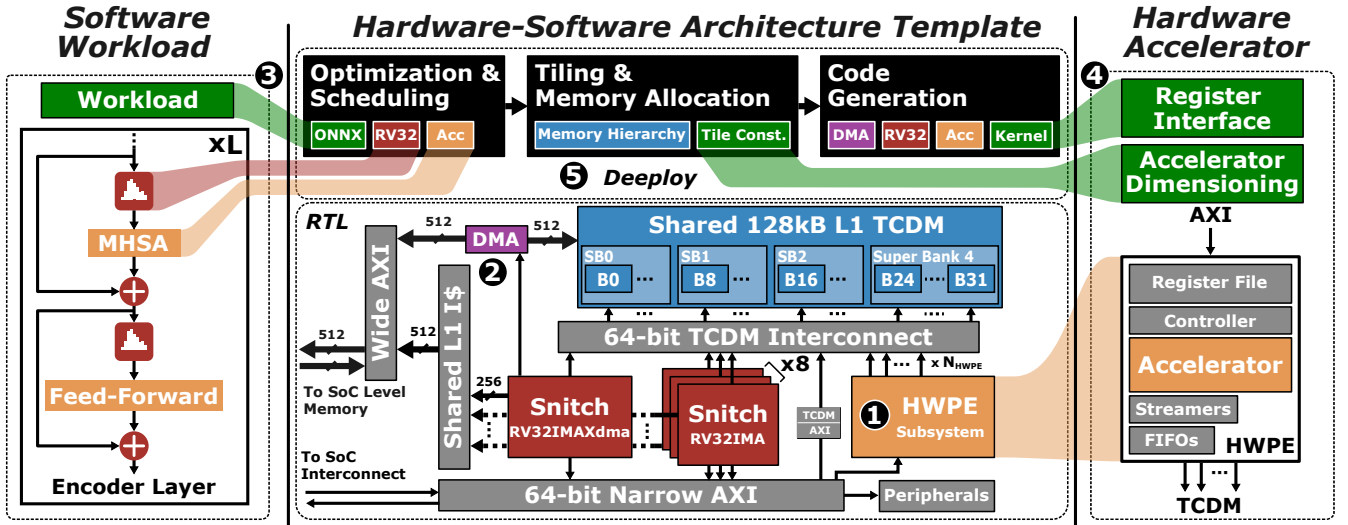 Software
Workload
Hardware-Software Architecture Template
Hardware
Accelerator
3
Workload
xL
MHSA
Feed-Forward
Encoder Layer
Optimization &
Scheduling
ONNX
RV32
Acc
Tiling &
Memory Allocation
Memory Hierarchy
Tile Const.
Code
Generation
DMA
RV32
Acc
Kernel
5
Deeploy
RTL
512
DMA
512
2
Shared 128kB L1 TCDM
SB0
SB1
SB2
Super Bank 4
B0
...
B8
...
B16
...
B24
.....
B31
...
...
...
.....
64-bit TCDM Interconnect
Wide AXI
Shared L1 I$
512
512
To SoC Level
Memory
256
Snitch
RV32IMAXdma
x8
Snitch
RV32IMA
TCDM
AXI
...
x NHWPE
1
HWPE
Subsystem
To SoC
Interconnect
64-bit Narrow AXI
Peripherals
4
Register
Interface
Accelerator
Dimensioning
AXI
Register File
Controller
Accelerator
Streamers
FIFOs
HWPE
...
TCDM